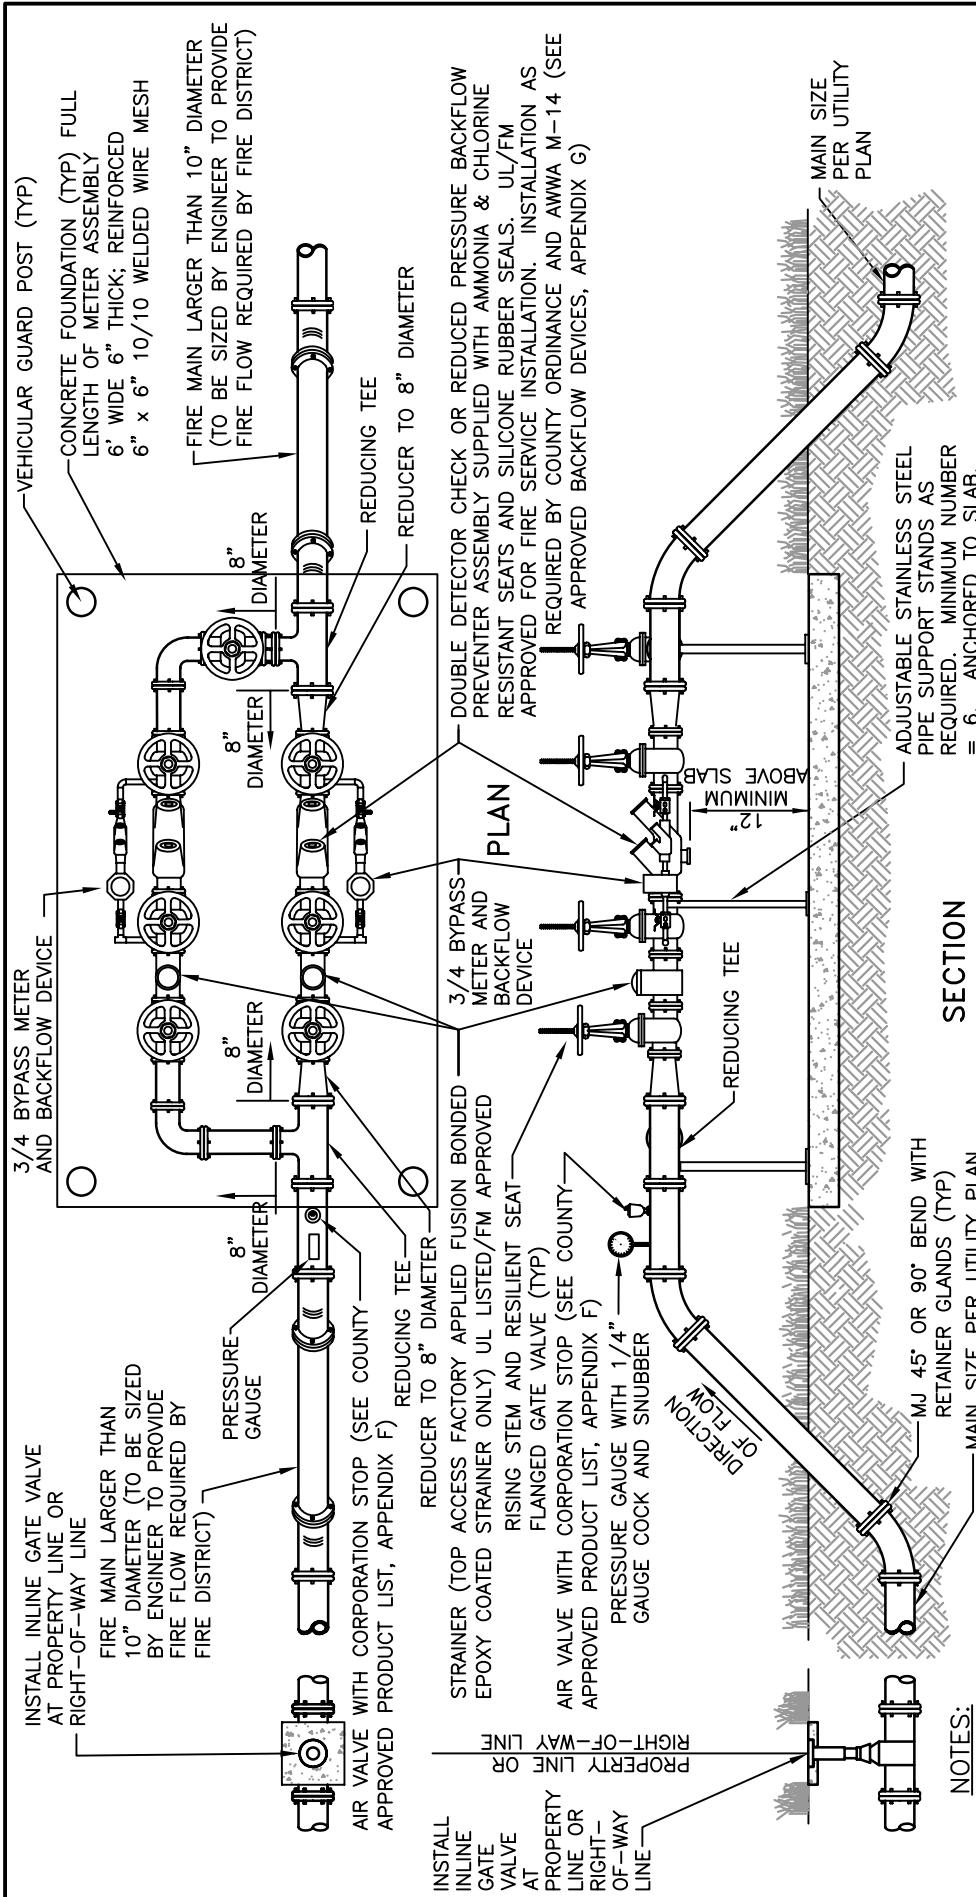 INSTALL INLINE GATE VALVE
AT PROPERTY LINE OR
RIGHT-OF-WAY LINE
FIRE MAIN LARGER THAN
10" DIAMETER (TO BE SIZED
BY ENGINEER TO PROVIDE
FIRE FLOW REQUIRED BY
FIRE DISTRICT)
PRESSURE
GAUGE
3/4 BYPASS METER
AND BACKFLOW DEVICE
VEHICULAR GUARD POST (TYP)
CONCRETE FOUNDATION (TYP) FULL
LENGTH OF METER ASSEMBLY
6' WIDE 6" THICK; REINFORCED
6" x 6" 10/10 WELDED WIRE MESH
FIRE MAIN LARGER THAN 10" DIAMETER
(TO BE SIZED BY ENGINEER TO PROVIDE
FIRE FLOW REQUIRED BY FIRE DISTRICT)
8"
DIAMETER
8"
DIAMETER
8"
DIAMETER
8"
DIAMETER
REDUCING TEE
REDUCER TO 8" DIAMETER
AIR VALVE WITH CORPORATION STOP (SEE COUNTY
APPROVED PRODUCT LIST, APPENDIX F)
REDUCING TEE
REDUCER TO 8" DIAMETER
PLAN
STRAINER (TOP ACCESS FACTORY APPLIED FUSION BONDED
EPOXY COATED STRAINER ONLY) UL LISTED/FM APPROVED
RISING STEM AND RESILIENT SEAT
FLANGED GATE VALVE (TYP)
3/4 BYPASS
METER AND
BACKFLOW
DEVICE
DOUBLE DETECTOR CHECK OR REDUCED PRESSURE BACKFLOW
PREVENTER ASSEMBLY SUPPLIED WITH AMMONIA & CHLORINE
RESISTANT SEATS AND SILICONE RUBBER SEALS. UL/FM
APPROVED FOR FIRE SERVICE INSTALLATION. INSTALLATION AS
REQUIRED BY COUNTY ORDINANCE AND AWWA M-14 (SEE
APPROVED BACKFLOW DEVICES, APPENDIX G)
AIR VALVE WITH CORPORATION STOP (SEE COUNTY
APPROVED PRODUCT LIST, APPENDIX F)
PRESSURE GAUGE WITH 1/4"
GAUGE COCK AND SNUBBER
INSTALL
INLINE
GATE
VALVE
AT
PROPERTY
LINE OR
RIGHT-
OF-WAY
LINE
PROPERTY LINE OR
RIGHT-OF-WAY LINE
DIRECTION
OF FLOW
REDUCING TEE
12"
MINIMUM
ABOVE SLAB
MAIN SIZE
PER UTILITY
PLAN
MJ 45° OR 90° BEND WITH
RETAINER GLANDS (TYP)
MAIN SIZE PER UTILITY PLAN
ADJUSTABLE STAINLESS STEEL
PIPE SUPPORT STANDS AS
REQUIRED. MINIMUM NUMBER
= 6. ANCHORED TO SLAB.
SECTION
NOTES: